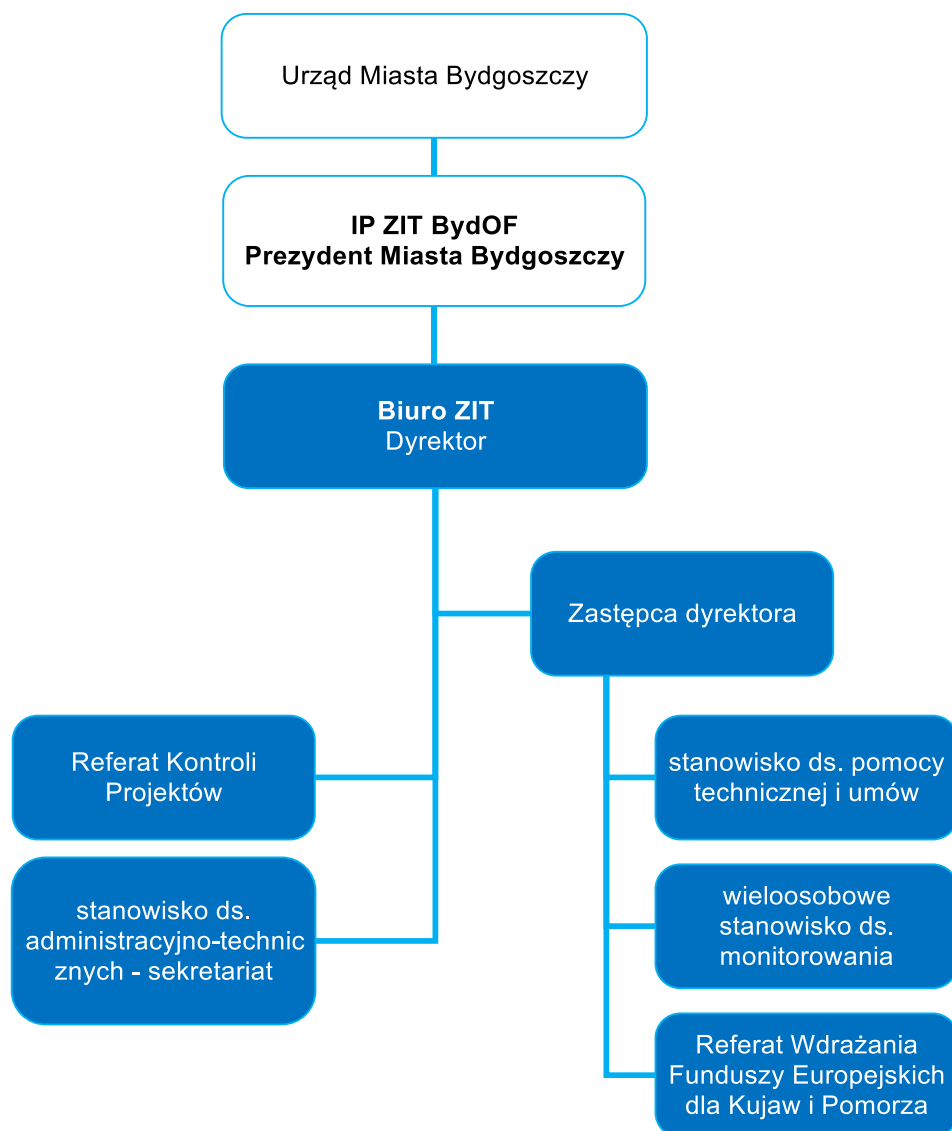 Urząd Miasta Bydgoszczy
IP ZIT BydOF
Prezydent Miasta Bydgoszczy
Biuro ZIT
Dyrektor
Zastępca dyrektora
Referat Kontroli
Projektów
stanowisko ds.
administracyjno-technic
znych - sekretariat
stanowisko ds. pomocy
technicznej i umów
wieloosobowe
stanowisko ds.
monitorowania
Referat Wdrażania
Funduszy Europejskich
dla Kujaw i Pomorza